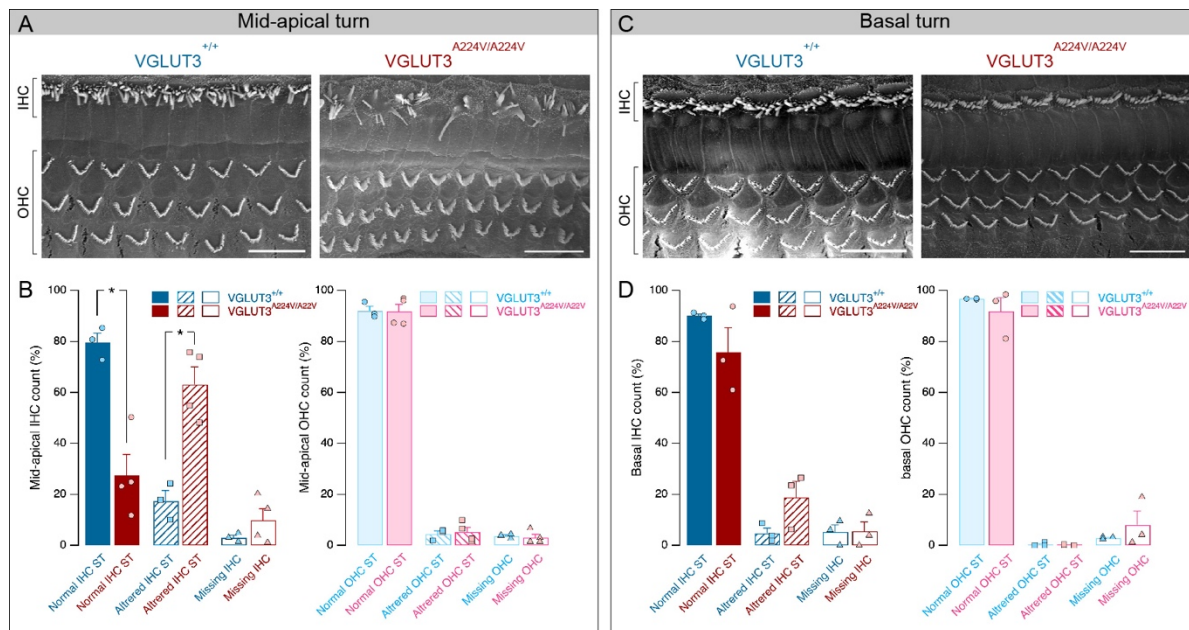 A Mid-apical turn
VGLUT3+/+
VGLUT3A224V/A224V
IHC
OHC
B
Mid-apical IHC count (%)
100
80
60
40
20
0
*
*
VGLUT3+/+
VGLUT3A224V/A22V
Normal IHC ST
Normal IHC ST
Altrered IHC ST
Altrered IHC ST
Missing IHC
Missing IHC
Mid-apical OHC count (%)
100
80
60
40
20
0
VGLUT3+/+
VGLUT3A224V/A22V
Normal OHC ST
Normal OHC ST
Altrered OHC ST
Altrered OHC ST
Missing OHC
Missing OHC
C Basal turn
VGLUT3+/+
VGLUT3A224V/A224V
IHC
OHC
D
Basal IHC count (%)
100
80
60
40
20
0
VGLUT3+/+
VGLUT3A224V/A22V
Normal IHC ST
Normal IHC ST
Altrered IHC ST
Altrered IHC ST
Missing IHC
Missing IHC
basal OHC count (%)
100
80
60
40
20
0
VGLUT3+/+
VGLUT3A224V/A22V
Normal OHC ST
Normal OHC ST
Altrered OHC ST
Altrered OHC ST
Missing OHC
Missing OHC